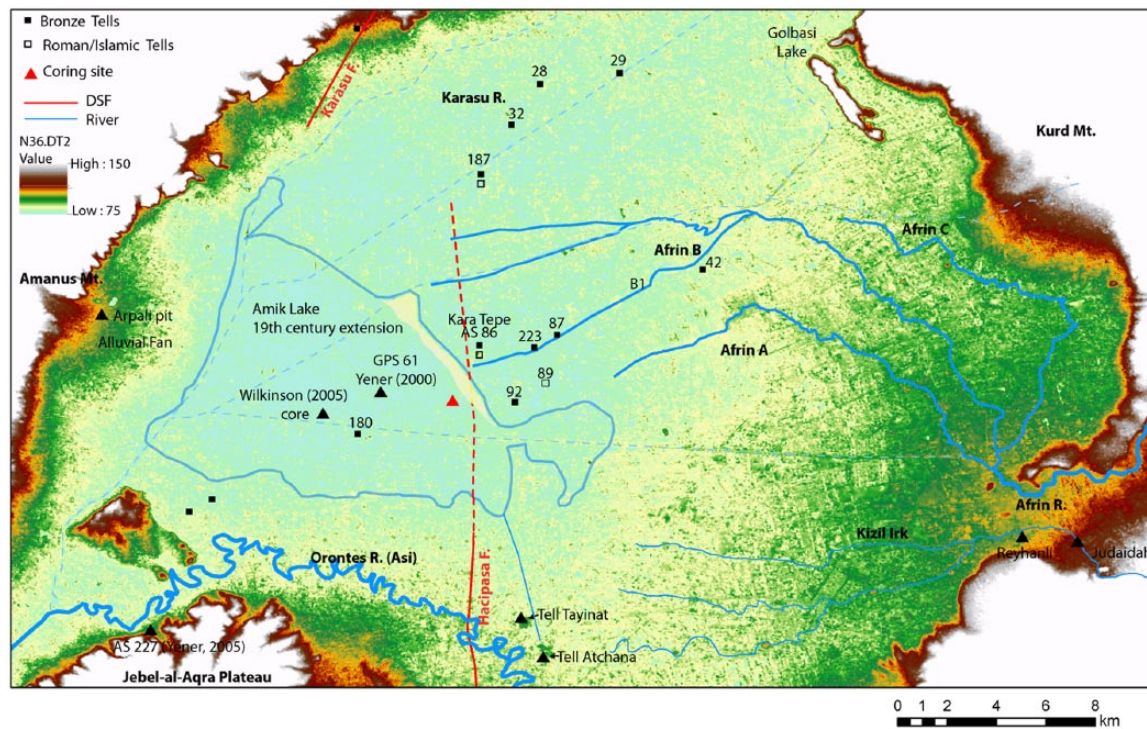 Bronze Tells
Roman/Islamic Tells
Coring site
DSF
River
N36.DT2
Value
High : 150
Low : 75
Karasu F.
Golbasi
Lake
28
29
Karasu R.
32
Kurd Mt.
187
Afrin C
Afrin B
42
B1
Amanus Mt.
Arpali pit
Alluvial Fan
Amik Lake
19th century extension
Kara Tepe
AS 86
87
223
Afrin A
GPS 61
Yener (2000)
89
Wilkinson (2005)
core
92
180
Afrin R.
Kizil Irk
Reyhanli
Judaidah
Orontes R. (Asi)
Hacipasa F.
Tell Tayinat
AS 227 (Yener, 2005)
Tell Atchana
Jebel-al-Aqra Plateau
0 1 2 4 6 8
km